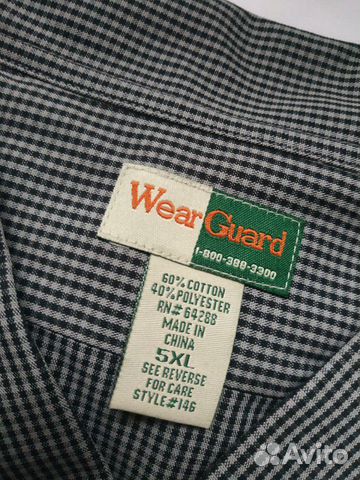 Wear Guard
1-800-388-3300
60% COTTON
40% POLYESTER
RN# 64288
MADE IN
CHINA
5XL
SEE REVERSE
FOR CARE
STYLE#146
Avito